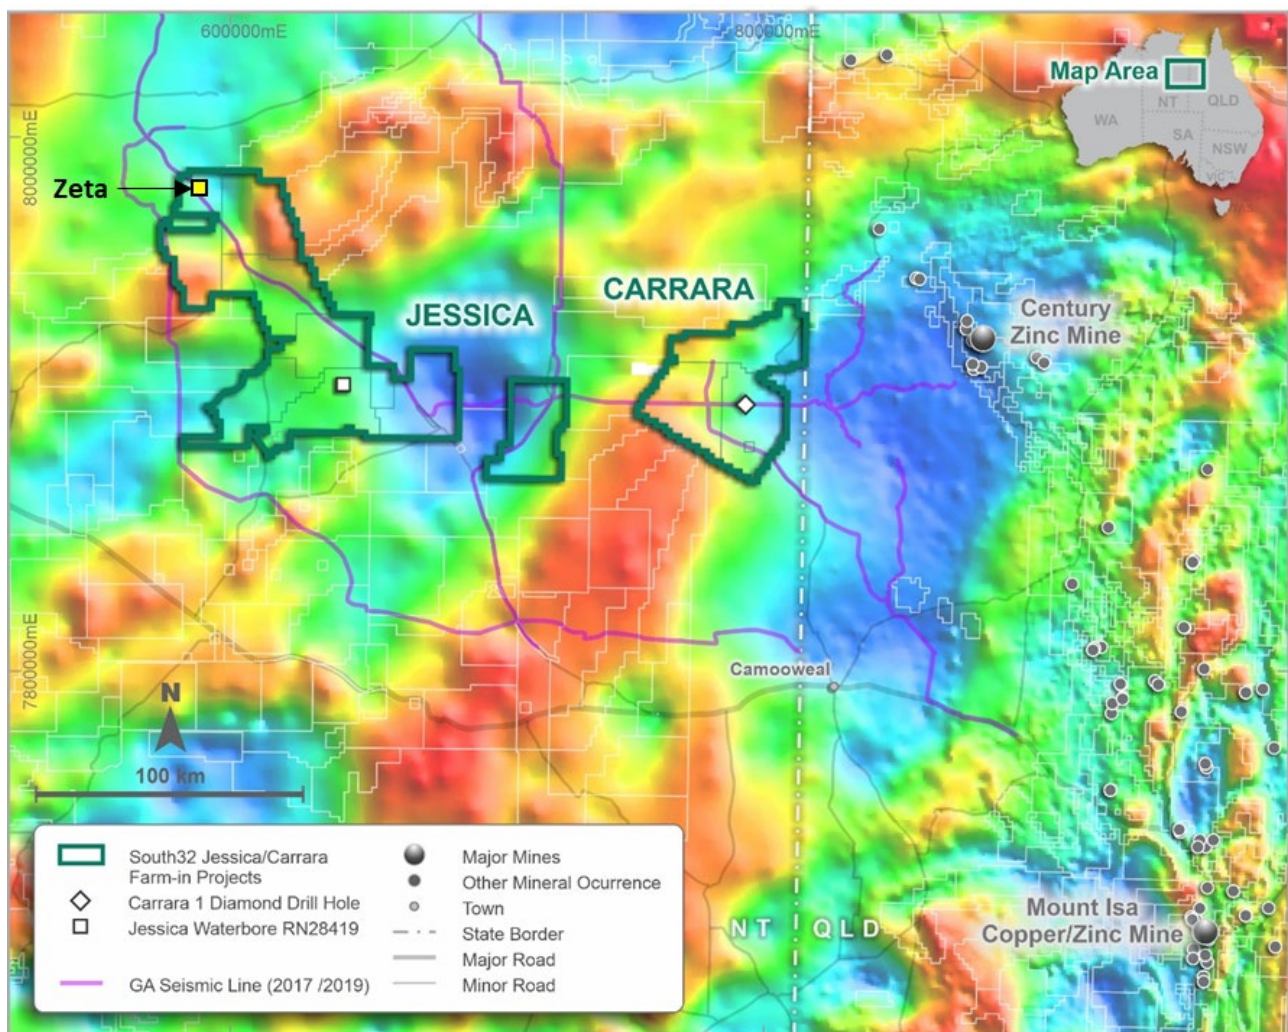 600000mE
800000mE
Map Area
NT
QLD
WA
SA
NSW
VIC
8000000mE
Zeta
JESSICA
CARRARA
Century
Zinc Mine
7800000mE
Camooweal
N
100 km
South32 Jessica/Carrara
Farm-in Projects
Carrara 1 Diamond Drill Hole
Jessica Waterbore RN28419
GA Seismic Line (2017 /2019)
Major Mines
Other Mineral Ocurrence
Town
State Border
Major Road
Minor Road
NT QLD
Mount Isa
Copper/Zinc Mine